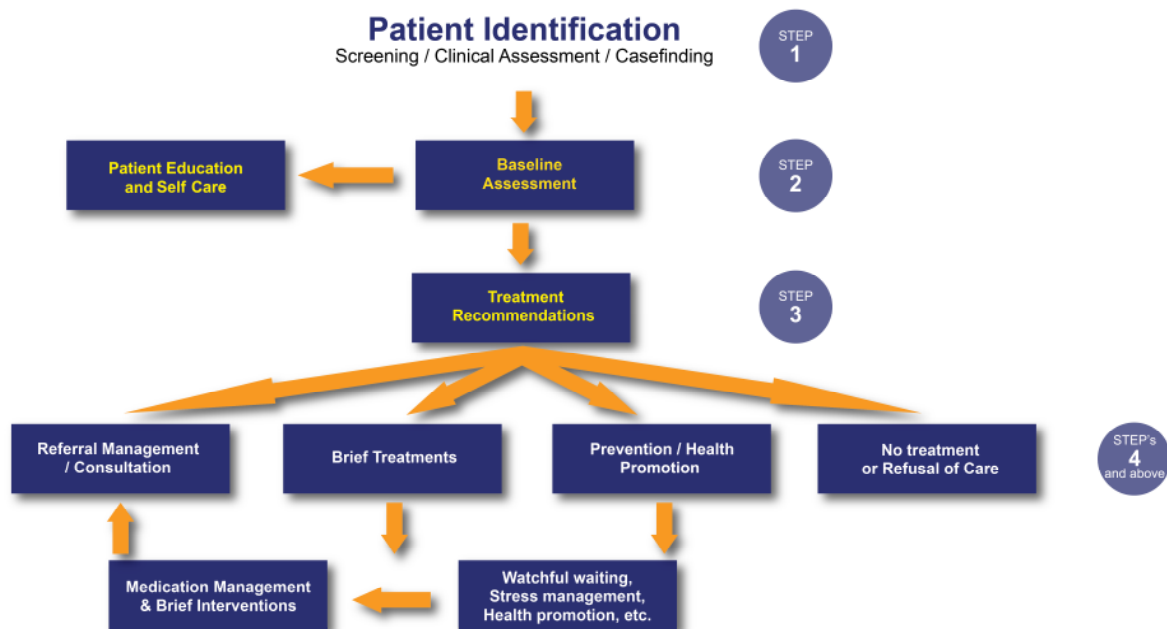 Patient Identification
Screening / Clinical Assessment / Casefinding
STEP
1
Patient Education
and Self Care
Baseline
Assessment
STEP
2
Treatment
Recommendations
STEP
3
Referral Management
/ Consultation
Brief Treatments
Prevention / Health
Promotion
No treatment
or Refusal of Care
STEP's
4
and above
Medication Management
& Brief Interventions
Watchful waiting,
Stress management,
Health promotion, etc.